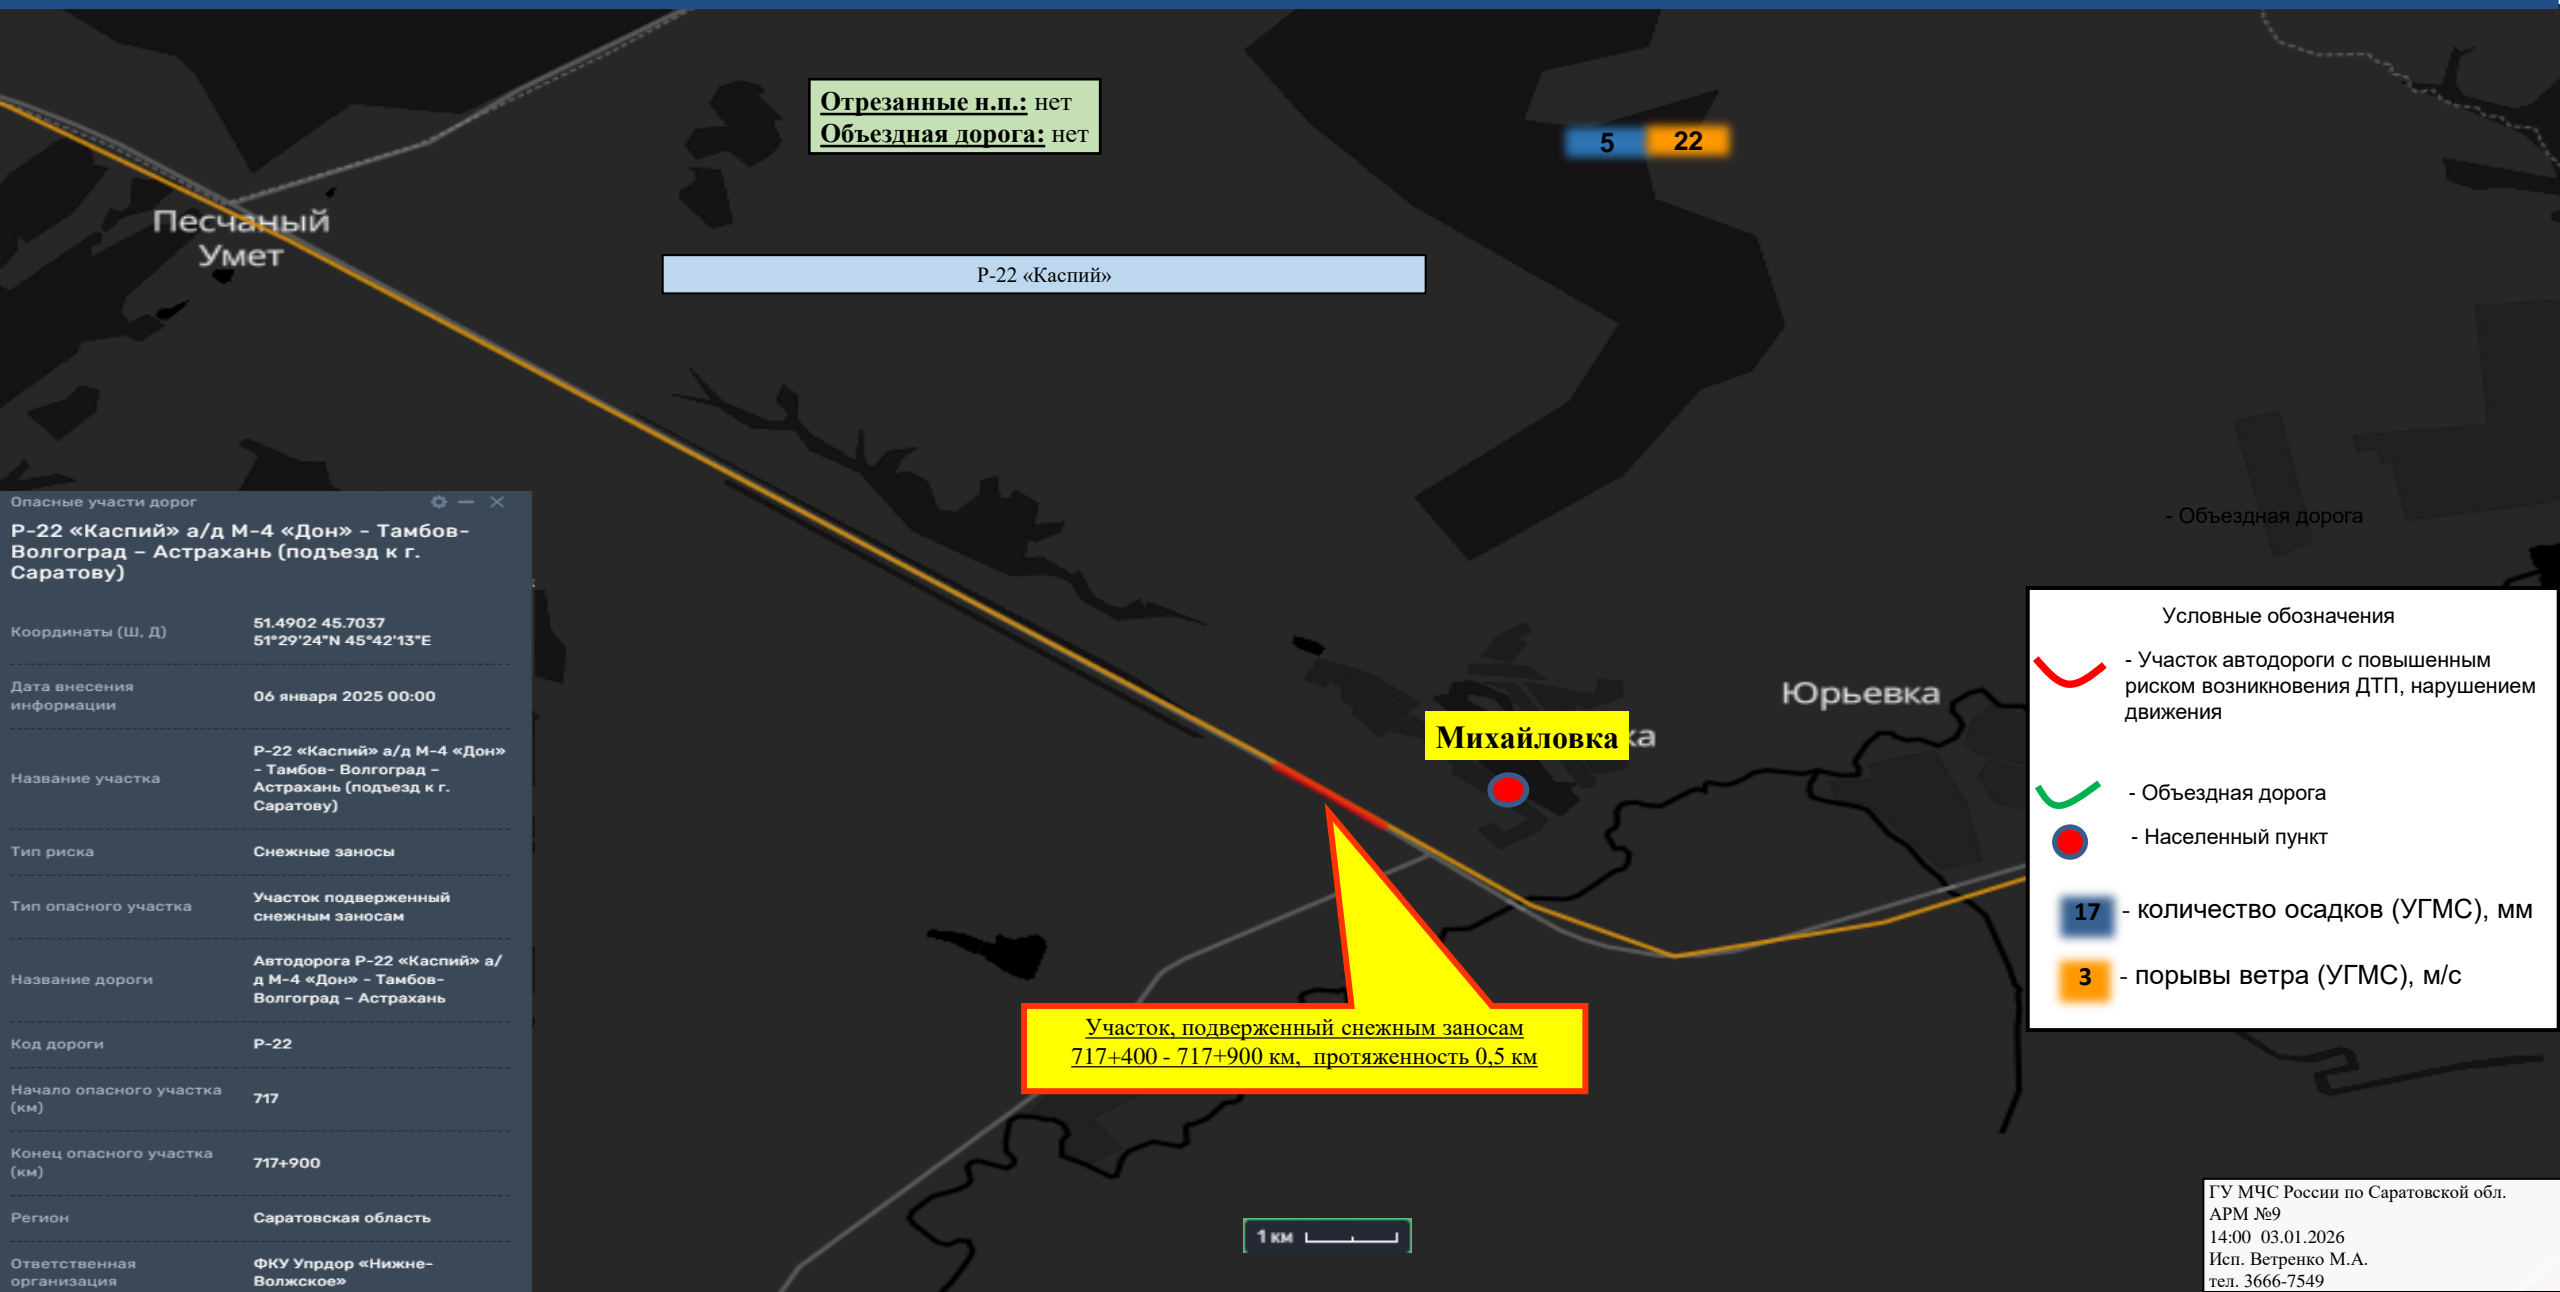 Отрезанные н.п.: нет
Объездная дорога: нет
5 22
Песчаный
Умет
Р-22 «Каспий»
Опасные участи дорог
Р-22 «Каспий» а/д М-4 «Дон» - Тамбов-
Волгоград – Астрахань (подъезд к г.
Саратову)
Координаты (Ш, Д)
51.4902 45.7037
51°29'24"N 45°42'13"E
Дата внесения
информации
06 января 2025 00:00
Название участка
Р-22 «Каспий» а/д М-4 «Дон»
- Тамбов- Волгоград –
Астрахань (подъезд к г.
Саратову)
Тип риска
Снежные заносы
Тип опасного участка
Участок подверженный
снежным заносам
Название дороги
Автодорога Р-22 «Каспий» а/
д М-4 «Дон» - Тамбов-
Волгоград – Астрахань
Код дороги
Р-22
Начало опасного участка
(км)
717
Конец опасного участка
(км)
717+900
Регион
Саратовская область
Ответственная
организация
ФКУ Упрдор «Нижне-
Волжское»
Михайловка
ка
Юрьевка
Участок, подверженный снежным заносам
717+400 - 717+900 км, протяженность 0,5 км
1 км
- Объездная дорога
Условные обозначения
- Участок автодороги с повышенным
риском возникновения ДТП, нарушением
движения
- Объездная дорога
- Населенный пункт
17 - количество осадков (УГМС), мм
3 - порывы ветра (УГМС), м/с
ГУ МЧС России по Саратовской обл.
АРМ №9
14:00 03.01.2026
Исп. Ветренко М.А.
тел. 3666-7549